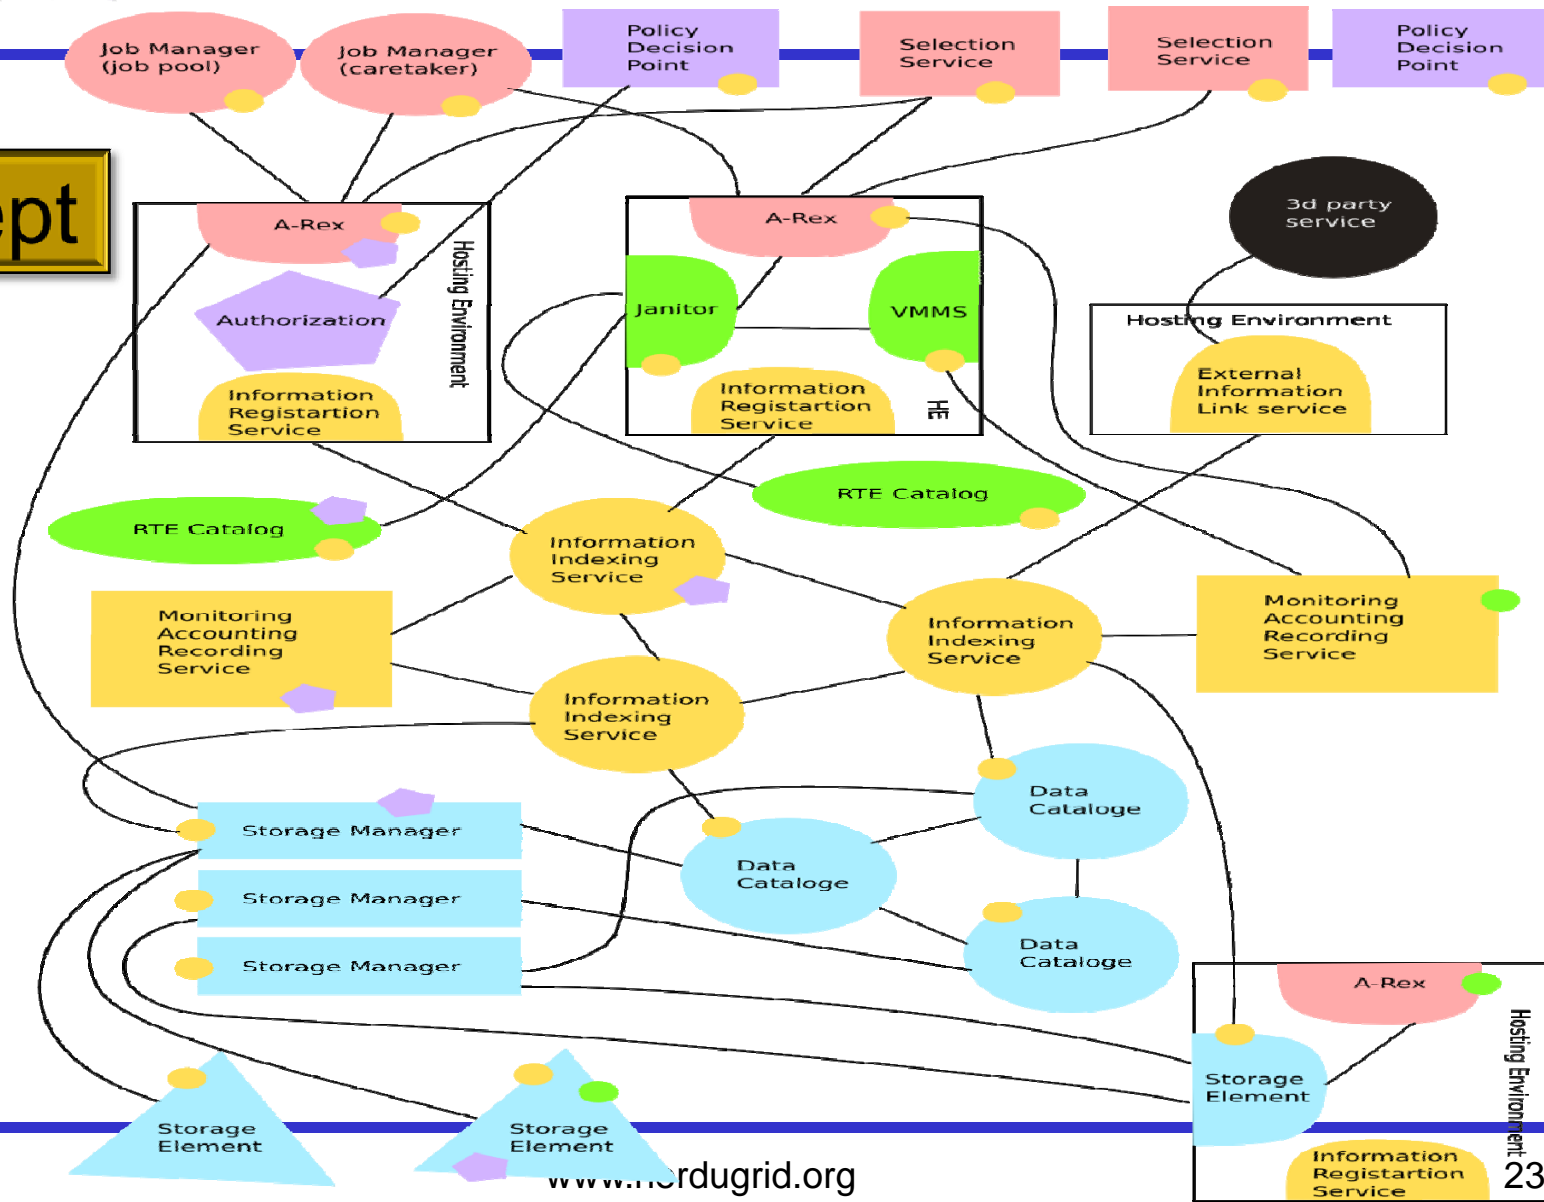 Job Manager
(job pool)
Job Manager
(caretaker)
Policy
Decision
Point
Selection
Service
Selection
Service
Policy
Decision
Point
ept
A-Rex
Authorization
Information
Registartion
Service
Hosting Environment
A-Rex
Janitor
VMMS
Information
Registartion
Service
HE
3d party
service
Hosting Environment
External
Information
Link service
RTE Catalog
RTE Catalog
Information
Indexing
Service
Monitoring
Accounting
Recording
Service
Information
Indexing
Service
Monitoring
Accounting
Recording
Service
Information
Indexing
Service
Storage Manager
Storage Manager
Storage Manager
Data
Cataloge
Data
Cataloge
Data
Cataloge
A-Rex
Hosting Environment
Storage
Element
Information
Registartion
Service
Storage
Element
Storage
Element
www.nordugrid.org
23